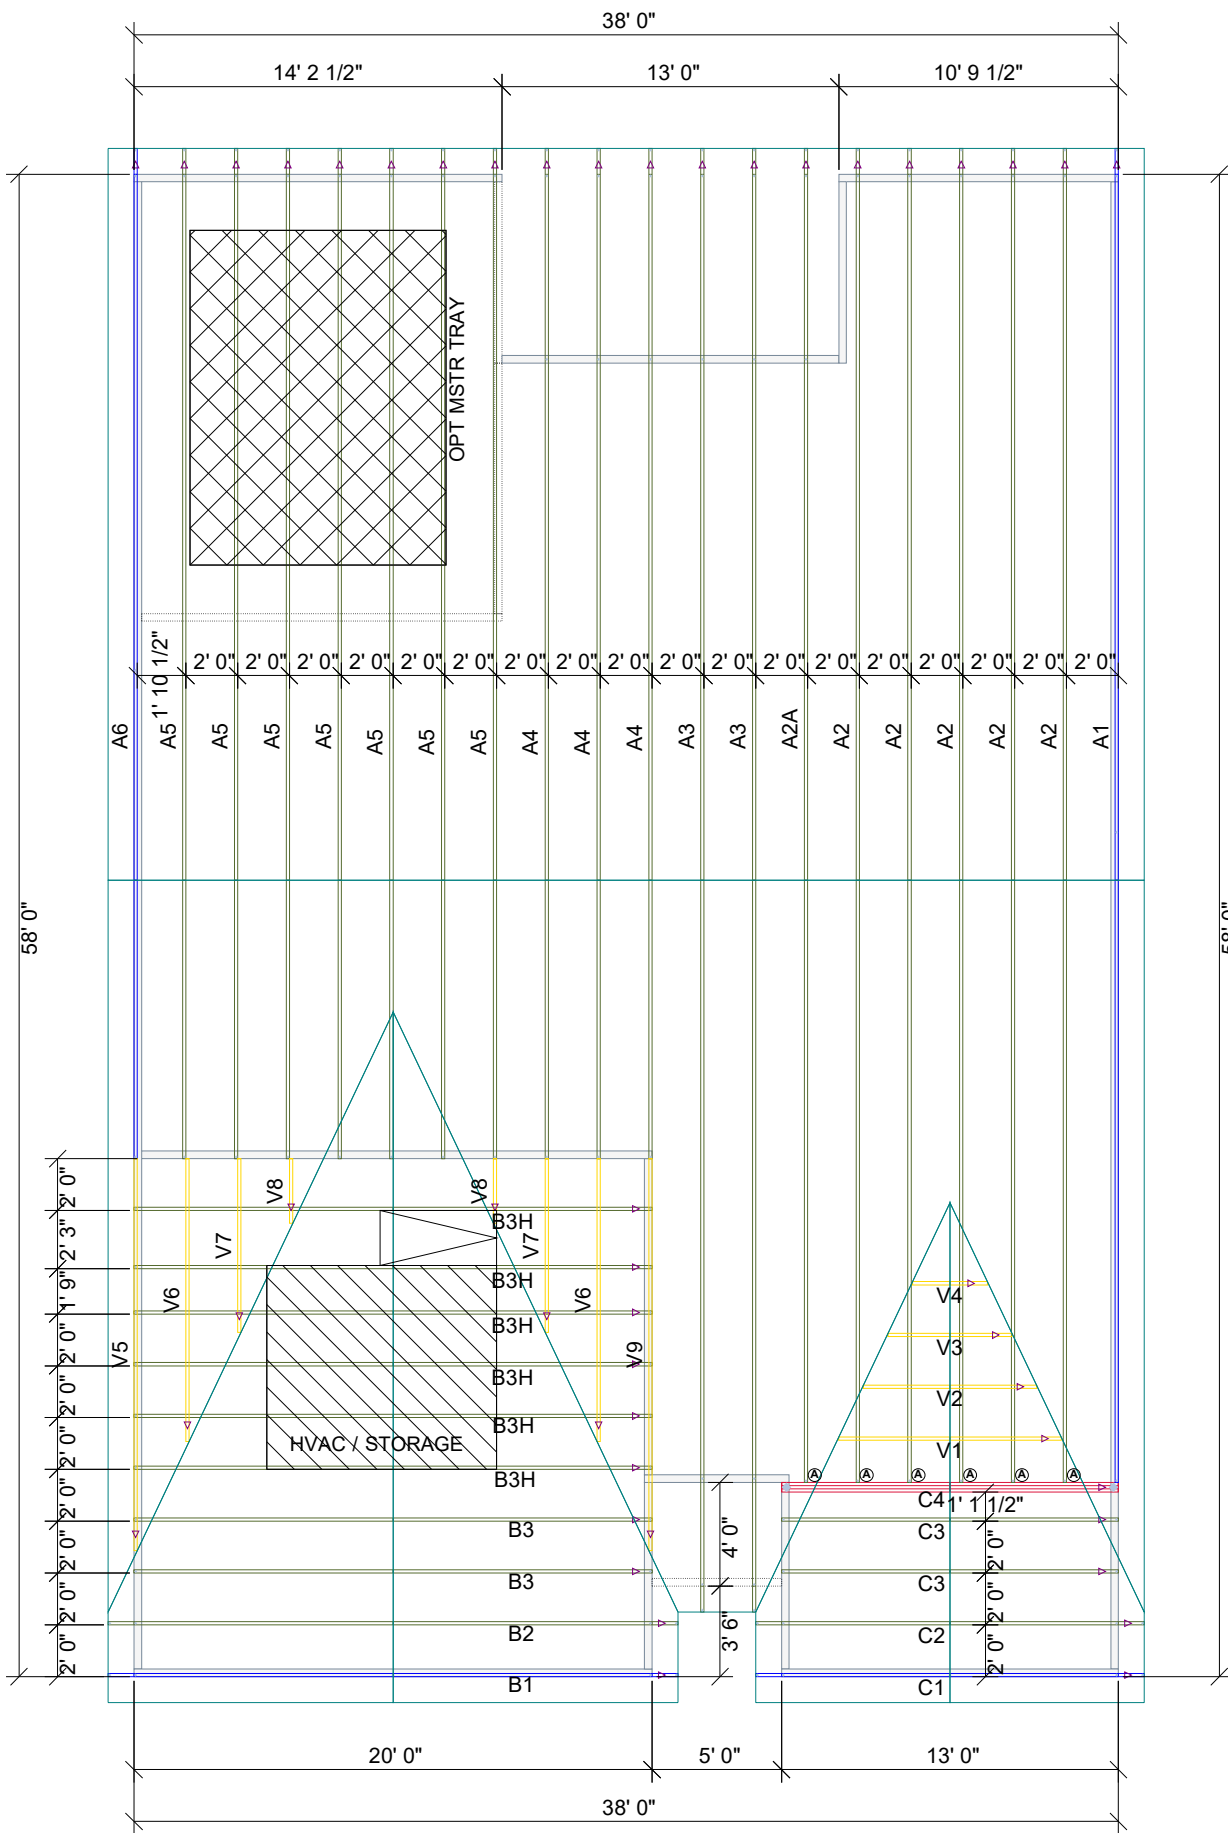 38' 0"
14' 2 1/2" 13' 0" 10' 9 1/2"
OPT MSTR TRAY
1' 10 1/2" 2' 0" 2' 0" 2' 0" 2' 0" 2' 0" 2' 0" 2' 0" 2' 0" 2' 0" 2' 0" 2' 0" 2' 0" 2' 0" 2' 0" 2' 0" 2' 0" 2' 0" 2' 0"
A6 A5 A5 A5 A5 A5 A5 A5 A4 A4 A4 A3 A3 A2A A2 A2 A2 A2 A2 A1
58' 0" 58' 0"
2' 0" V8 V8
B3H
2' 3" V7 V7
B3H
1' 9" V6 V6 V4
B3H
2' 0" V5 V9 V3
B3H
2' 0" V2
B3H
2' 0" HVAC / STORAGE V1
B3H
A A A A A A
C4 1' 1 1/2"
2' 0" B3 4' 0" C3 2' 0"
2' 0" B3 C3 2' 0"
2' 0" B2 3' 6" C2 2' 0"
2' 0" B1 C1
20' 0" 5' 0" 13' 0"
38' 0"